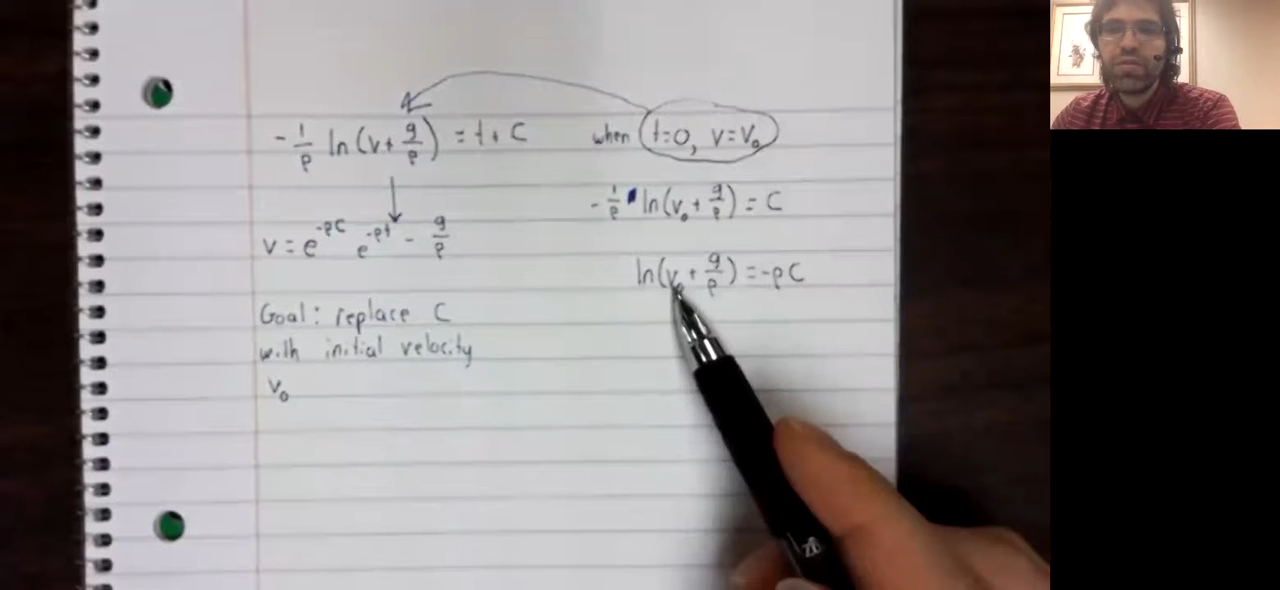 -1/ρ ln(v + g/ρ) = t + C
when t=0, v=v₀
-1/ρ · ln(v₀ + g/ρ) = C
v = e^(-ρC) e^(-ρt) - g/ρ
ln(v₀ + g/ρ) = -ρC
Goal: replace C
with initial velocity
v₀